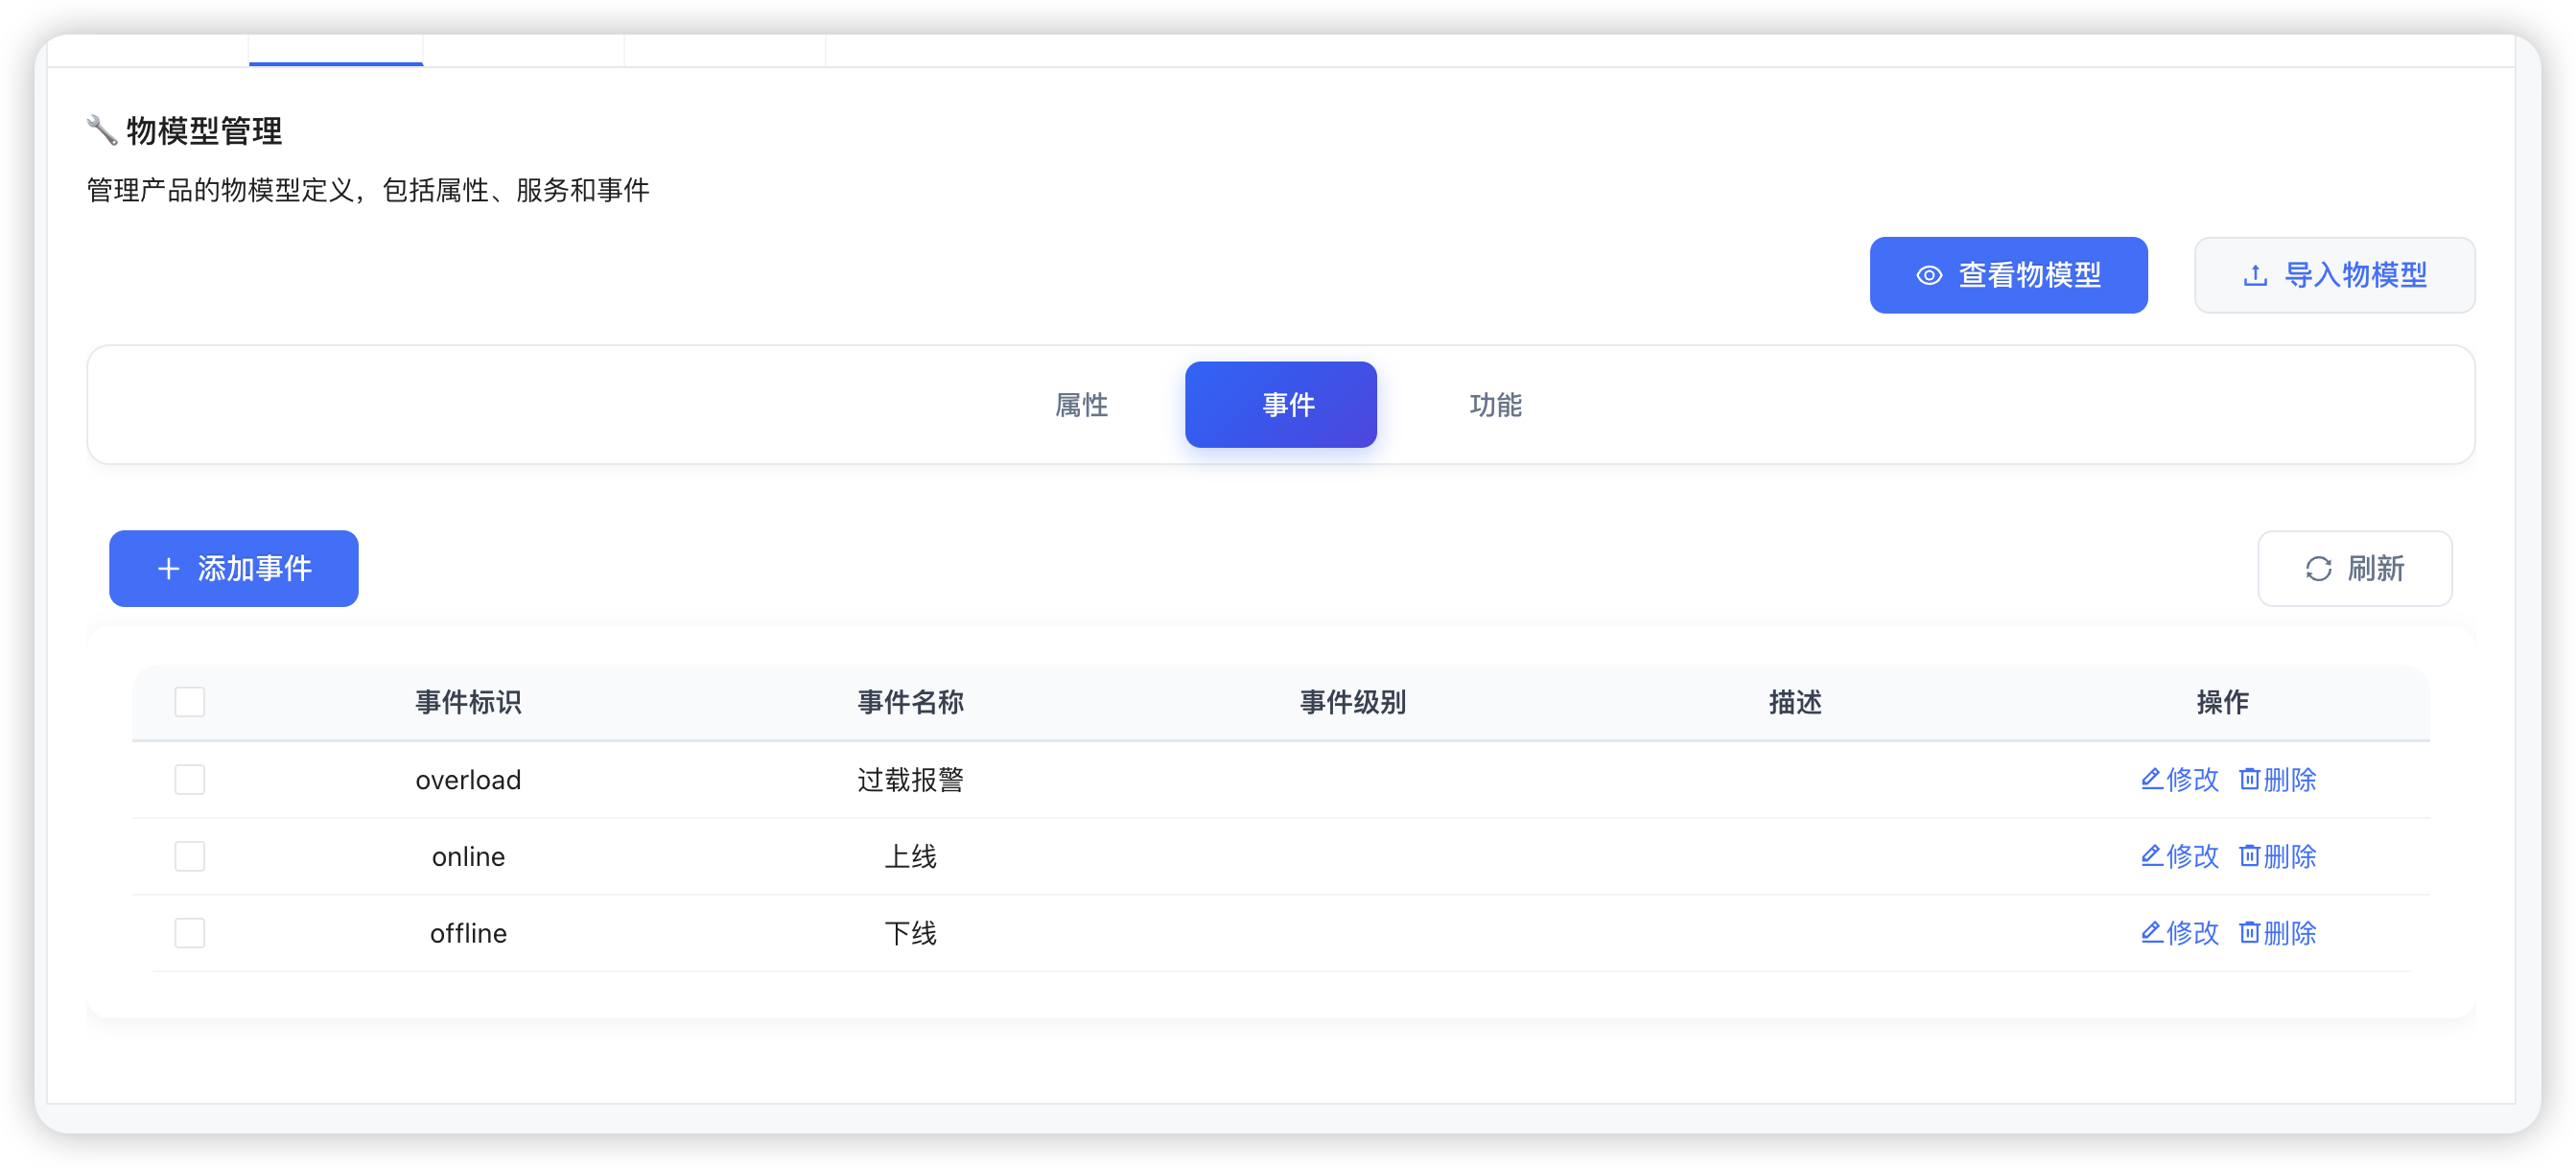 物模型管理
管理产品的物模型定义，包括属性、服务和事件
查看物模型 导入物模型
属性 事件 功能
添加事件 刷新
事件标识 事件名称 事件级别 描述 操作
overload 过载报警 修改 删除
online 上线 修改 删除
offline 下线 修改 删除